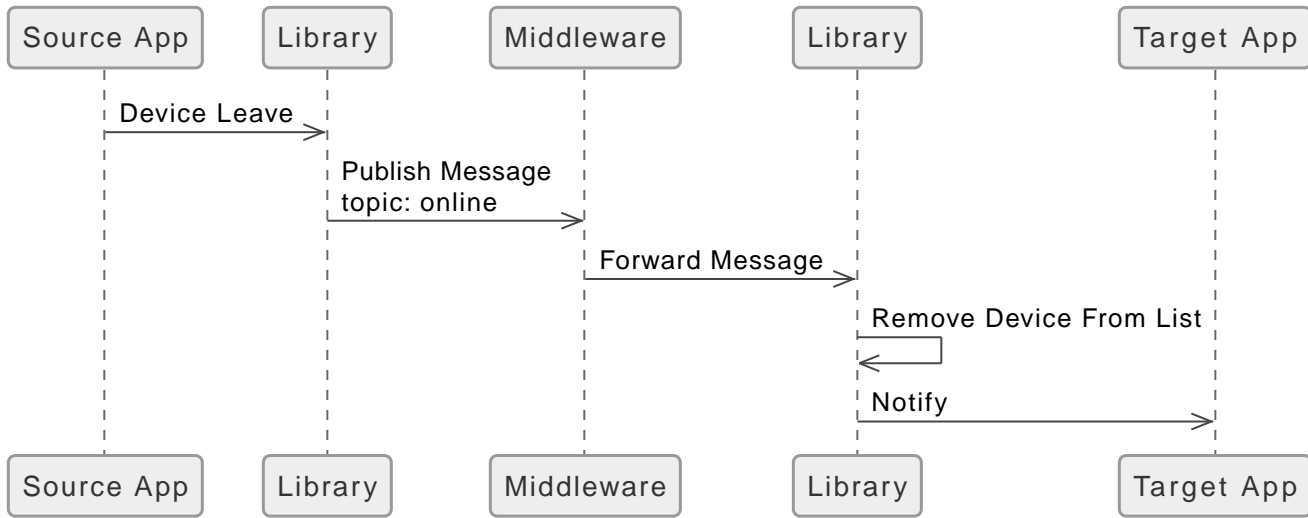 Source App
Library
Middleware
Library
Target App
Device Leave
Publish Message
topic: online
Forward Message
Remove Device From List
Notify
Source App
Library
Middleware
Library
Target App